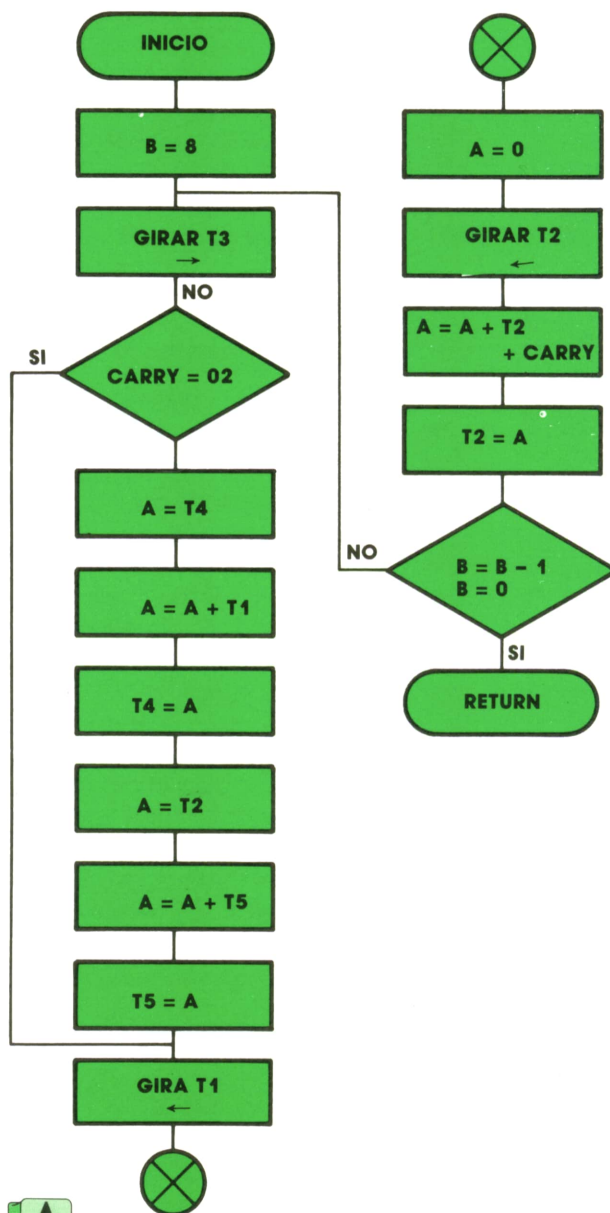 INICIO
B = 8
GIRAR T3
→
NO
SI
CARRY = 02
A = T4
A = A + T1
T4 = A
A = T2
A = A + T5
T5 = A
GIRA T1
←
A = 0
GIRAR T2
←
A = A + T2
+ CARRY
T2 = A
NO
B = B - 1
B = 0
SI
RETURN
A